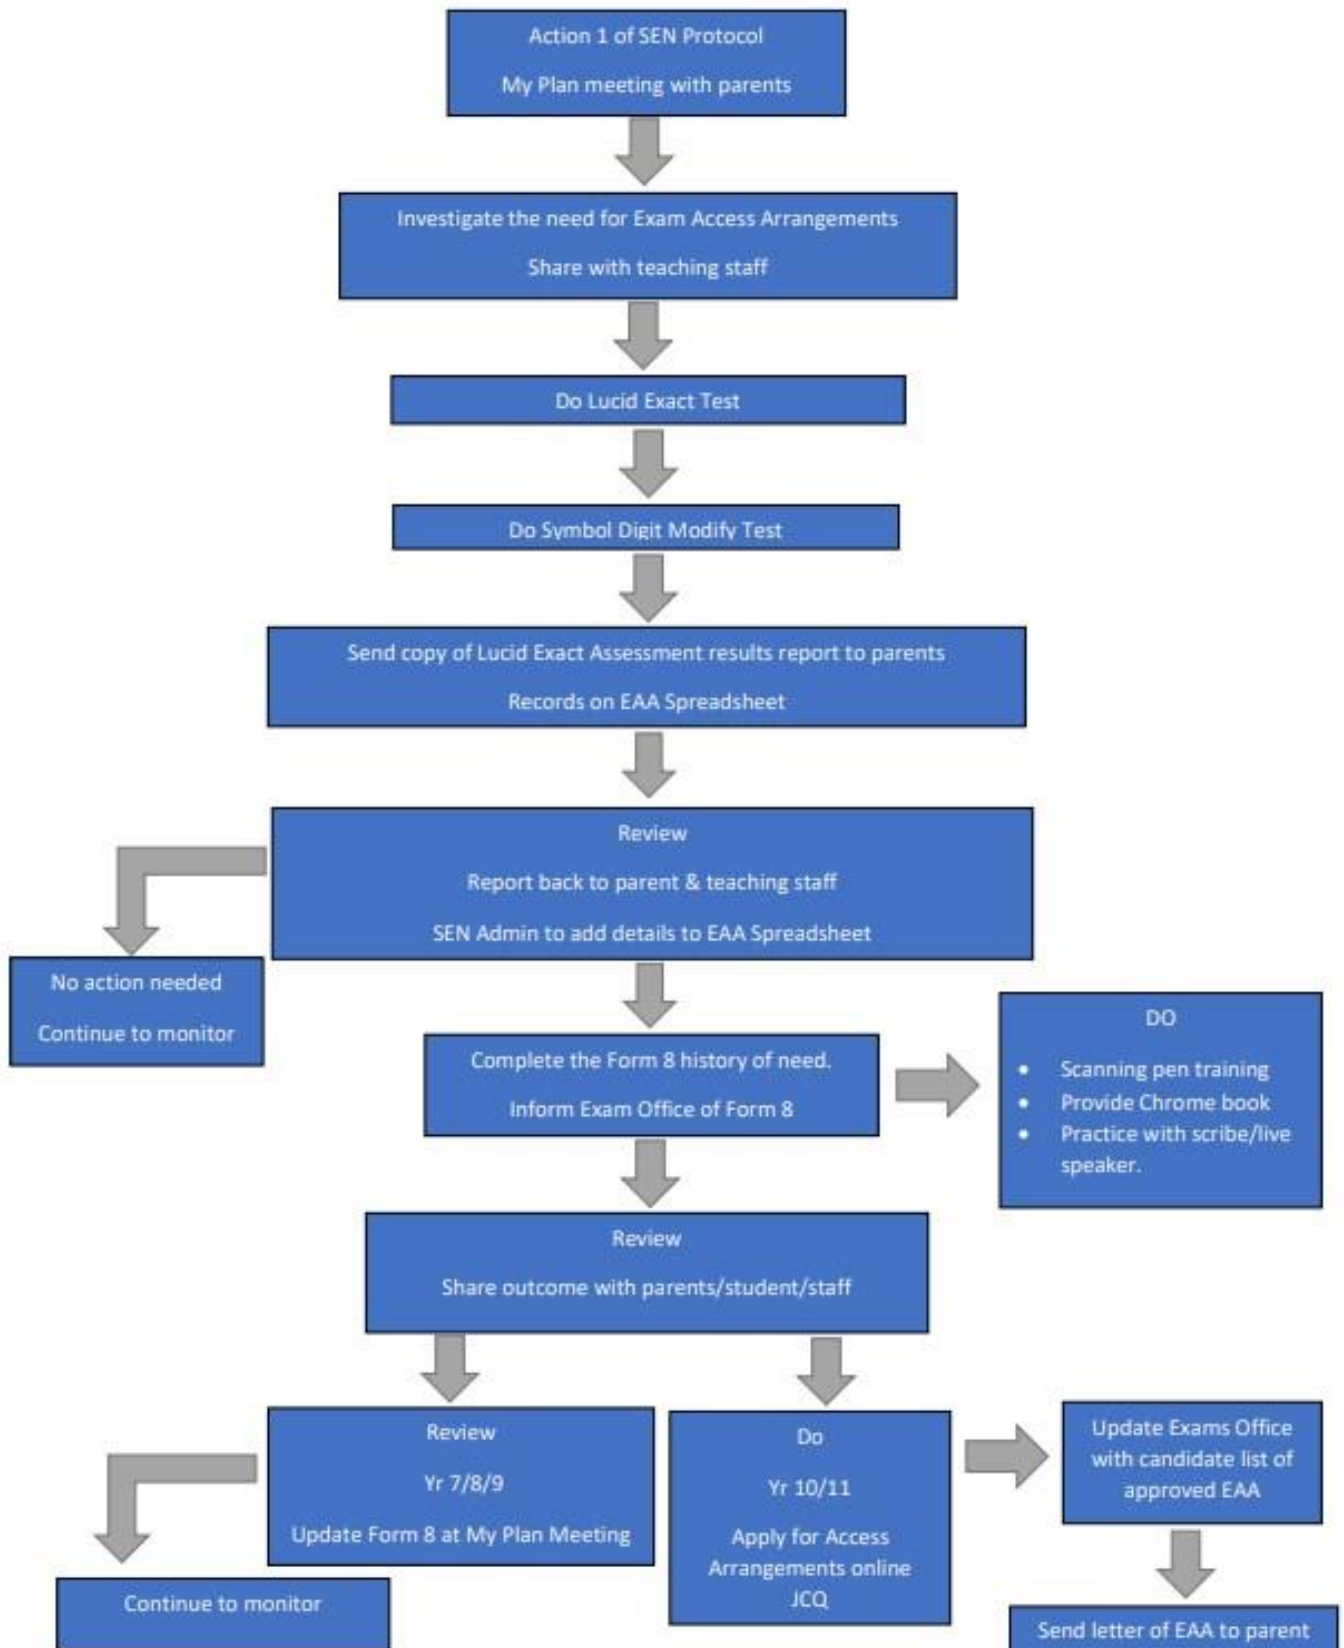 Action 1 of SEN Protocol
My Plan meeting with parents
Investigate the need for Exam Access Arrangements
Share with teaching staff
Do Lucid Exact Test
Do Symbol Digit Modify Test
Send copy of Lucid Exact Assessment results report to parents
Records on EAA Spreadsheet
Review
Report back to parent & teaching staff
SEN Admin to add details to EAA Spreadsheet
No action needed
Continue to monitor
Complete the Form 8 history of need.
Inform Exam Office of Form 8
DO
• Scanning pen training
• Provide Chrome book
• Practice with scribe/live
speaker.
Review
Share outcome with parents/student/staff
Review
Yr 7/8/9
Update Form 8 at My Plan Meeting
Continue to monitor
Do
Yr 10/11
Apply for Access
Arrangements online
JCQ
Update Exams Office
with candidate list of
approved EAA
Send letter of EAA to parent